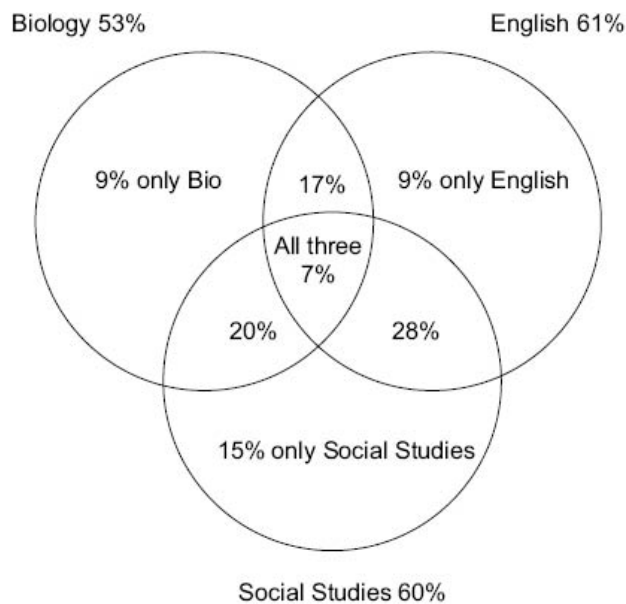 Biology 53%
English 61%
9% only Bio
17%
9% only English
All three
7%
20%
28%
15% only Social Studies
Social Studies 60%